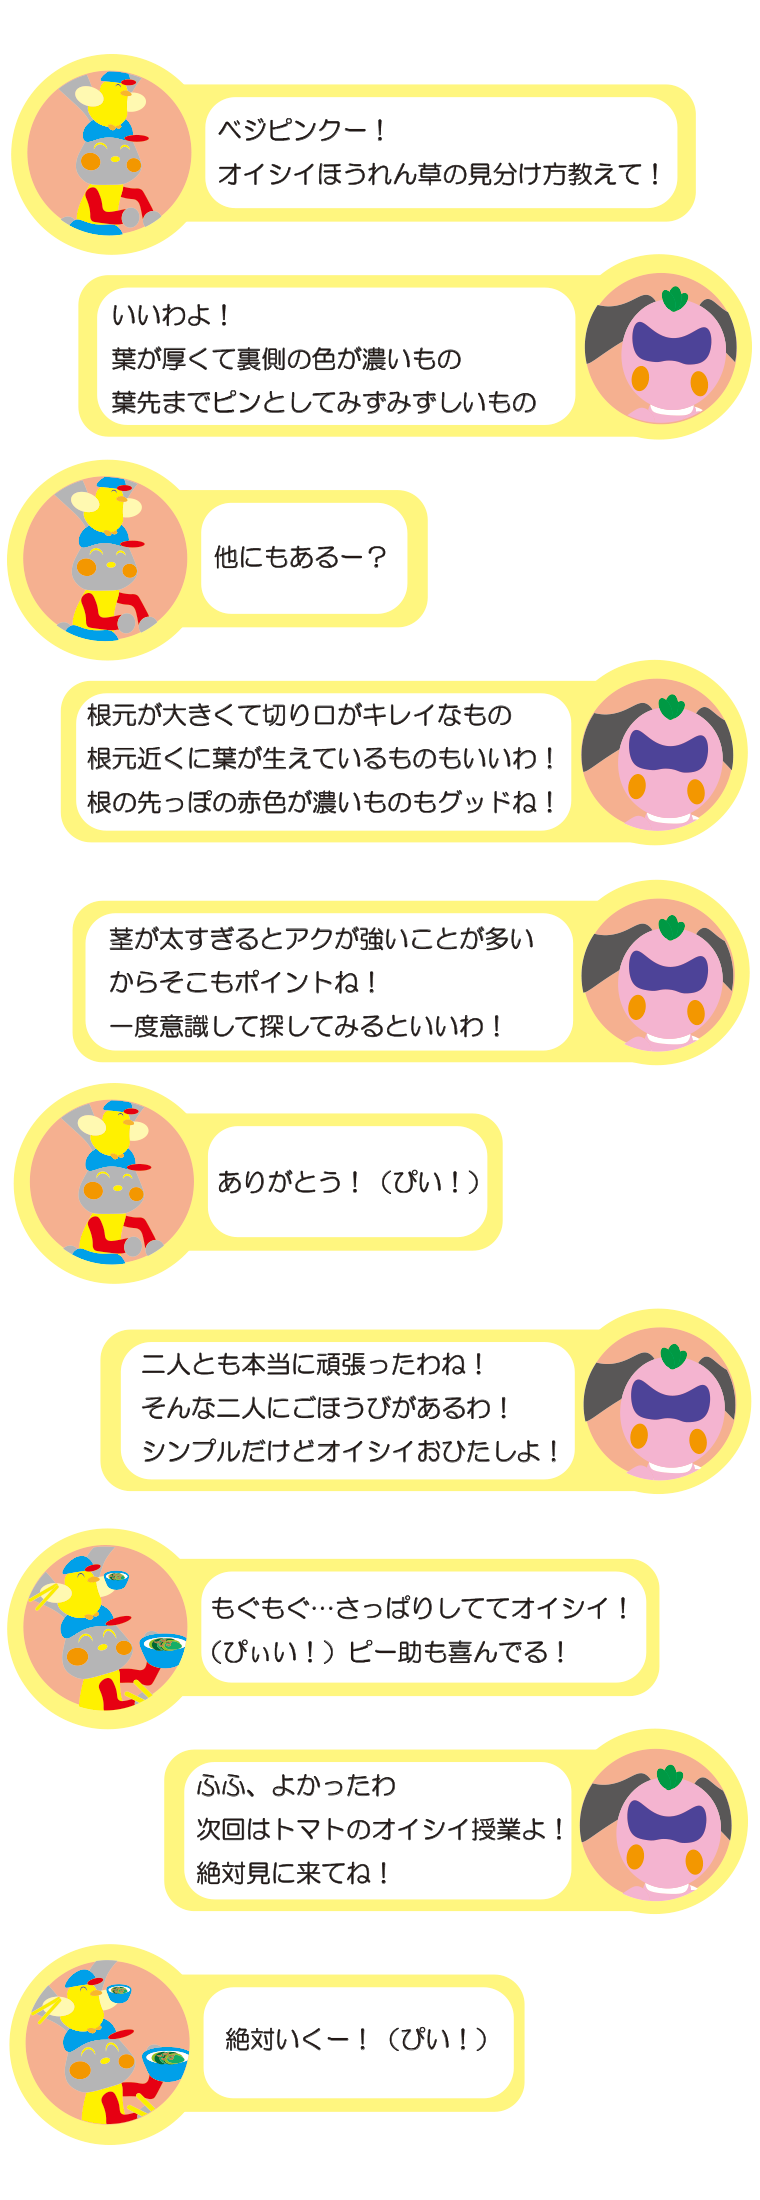 ベジピンクー！
オイシイほうれん草の見分け方教えて！
いいわよ！
葉が厚くて裏側の色が濃いもの
葉先までピンとしてみずみずしいもの
他にもあるー？
根元が大きくて切り口がキレイなもの
根元近くに葉が生えているものもいいわ！
根の先っぽの赤色が濃いものもグッドね！
茎が太すぎるとアクが強いことが多い
からそこもポイントね！
一度意識して探してみるといいわ！
ありがとう！（ぴい！）
二人とも本当に頑張ったわね！
そんな二人にごほうびがあるわ！
シンプルだけどオイシイおひたしよ！
もぐもぐ…さっぱりしててオイシイ！
（ぴぃい！）ピー助も喜んでる！
ふふ、よかったわ
次回はトマトのオイシイ授業よ！
絶対見に来てね！
絶対いくー！（ぴい！）